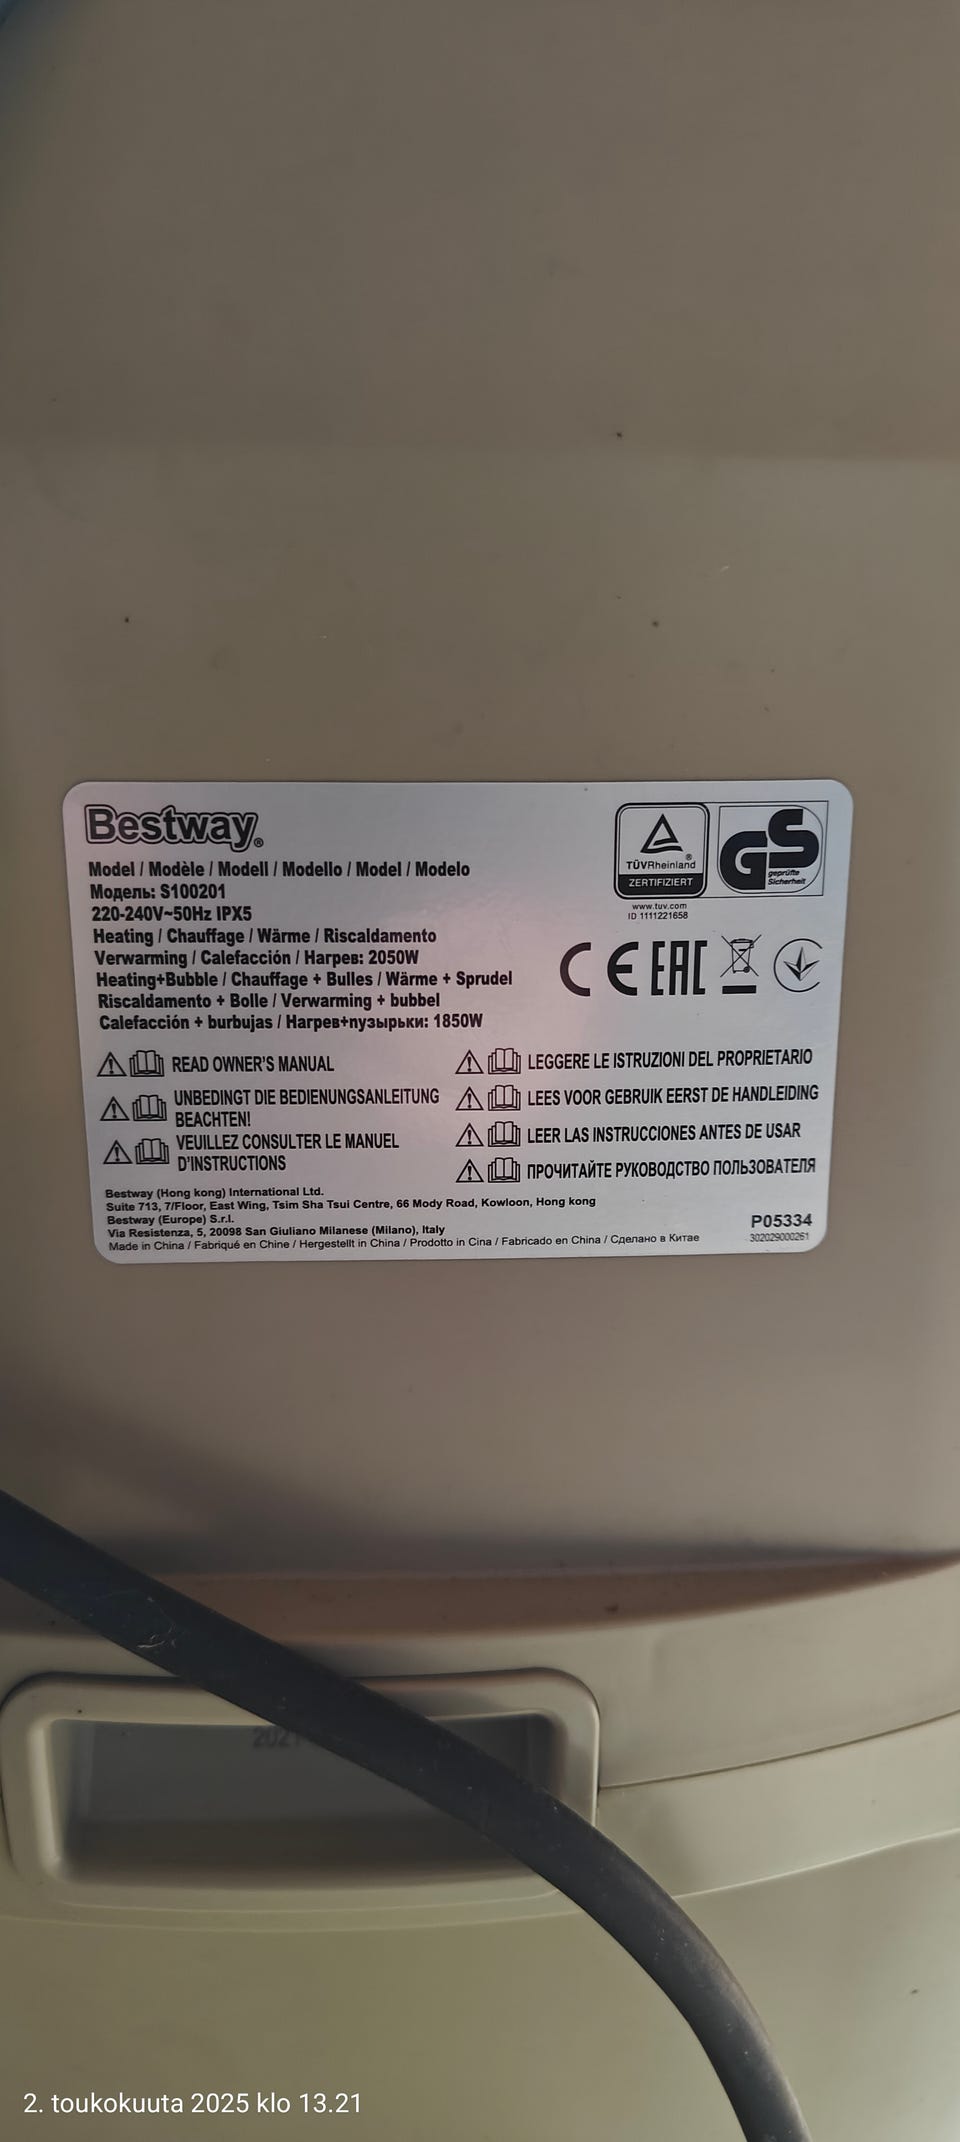 Bestway®
Model / Modèle / Modell / Modello / Model / Modelo
Модель: S100201
220-240V~50Hz IPX5
Heating / Chauffage / Wärme / Riscaldamento
Verwarming / Calefacción / Нагрев: 2050W
Heating+Bubble / Chauffage + Bulles / Wärme + Sprudel
Riscaldamento + Bolle / Verwarming + bubbel
Calefacción + burbujas / Нагрев+пузырьки: 1850W
TÜVRheinland®
ZERTIFIZIERT
GS
geprüfte
Sicherheit
www.tuv.com
ID 1111221658
CE EAC
READ OWNER'S MANUAL
UNBEDINGT DIE BEDIENUNGSANLEITUNG
BEACHTEN!
VEUILLEZ CONSULTER LE MANUEL
D'INSTRUCTIONS
LEGGERE LE ISTRUZIONI DEL PROPRIETARIO
LEES VOOR GEBRUIK EERST DE HANDLEIDING
LEER LAS INSTRUCCIONES ANTES DE USAR
ПРОЧИТАЙТЕ РУКОВОДСТВО ПОЛЬЗОВАТЕЛЯ
Bestway (Hong kong) International Ltd.
Suite 713, 7/Floor, East Wing, Tsim Sha Tsui Centre, 66 Mody Road, Kowloon, Hong kong
Bestway (Europe) S.r.l.
Via Resistenza, 5, 20098 San Giuliano Milanese (Milano), Italy
Made in China / Fabriqué en Chine / Hergestellt in China / Prodotto in Cina / Fabricado en China / Сделано в Китае
P05334
302029000261
2021
2. toukokuuta 2025 klo 13.21